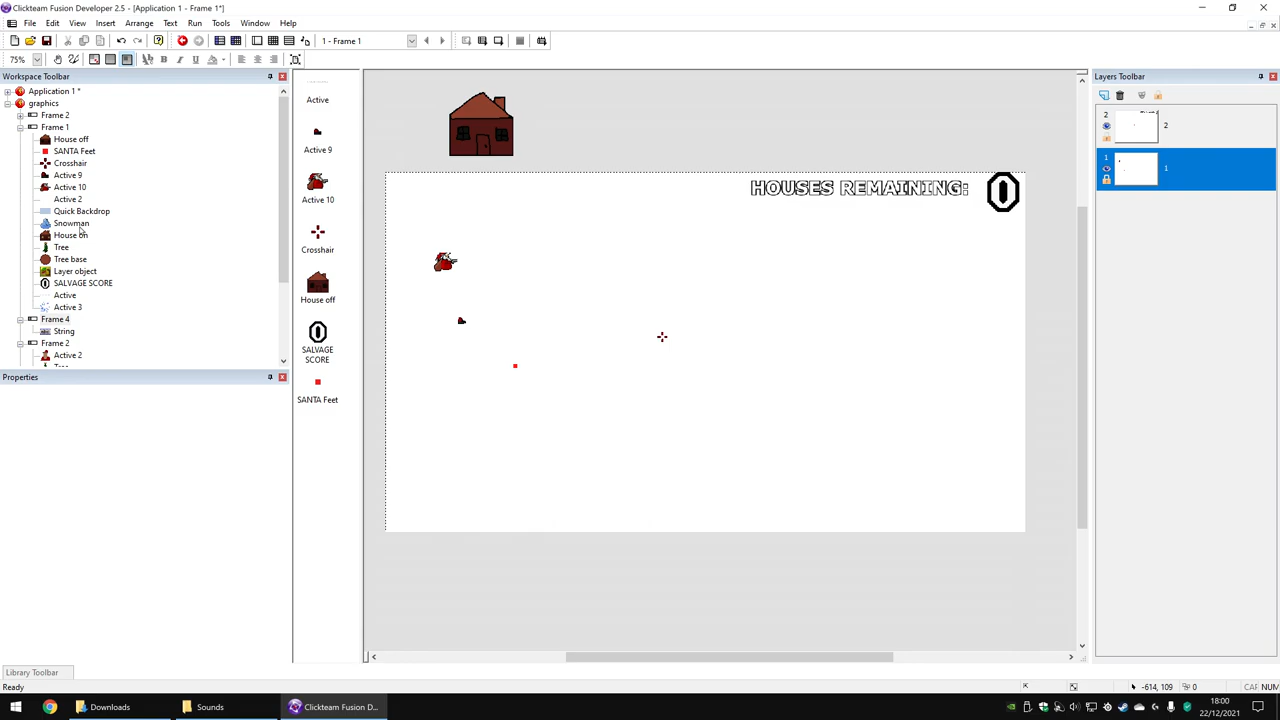 Clickteam Fusion Developer 2.5 - [Application 1 - Frame 1*]
File Edit View Insert Arrange Text Run Tools Window Help
1 - Frame 1
75%
B I U
Workspace Toolbar
Application 1 *
graphics
Frame 2
Frame 1
House off
SANTA Feet
Crosshair
Active 9
Active 10
Active 2
Quick Backdrop
Snowman
House on
Tree
Tree base
Layer object
SALVAGE SCORE
Active
Active 3
Frame 4
String
Frame 2
Active 2
Properties
Library Toolbar
Ready
Active
Active 9
Active 10
Crosshair
House off
SALVAGE
SCORE
SANTA Feet
HOUSES REMAINING: 0
Layers Toolbar
2
2
1
1
-614, 109
0
CAP NUM
Downloads
Sounds
Clickteam Fusion D...
18:00
22/12/2021